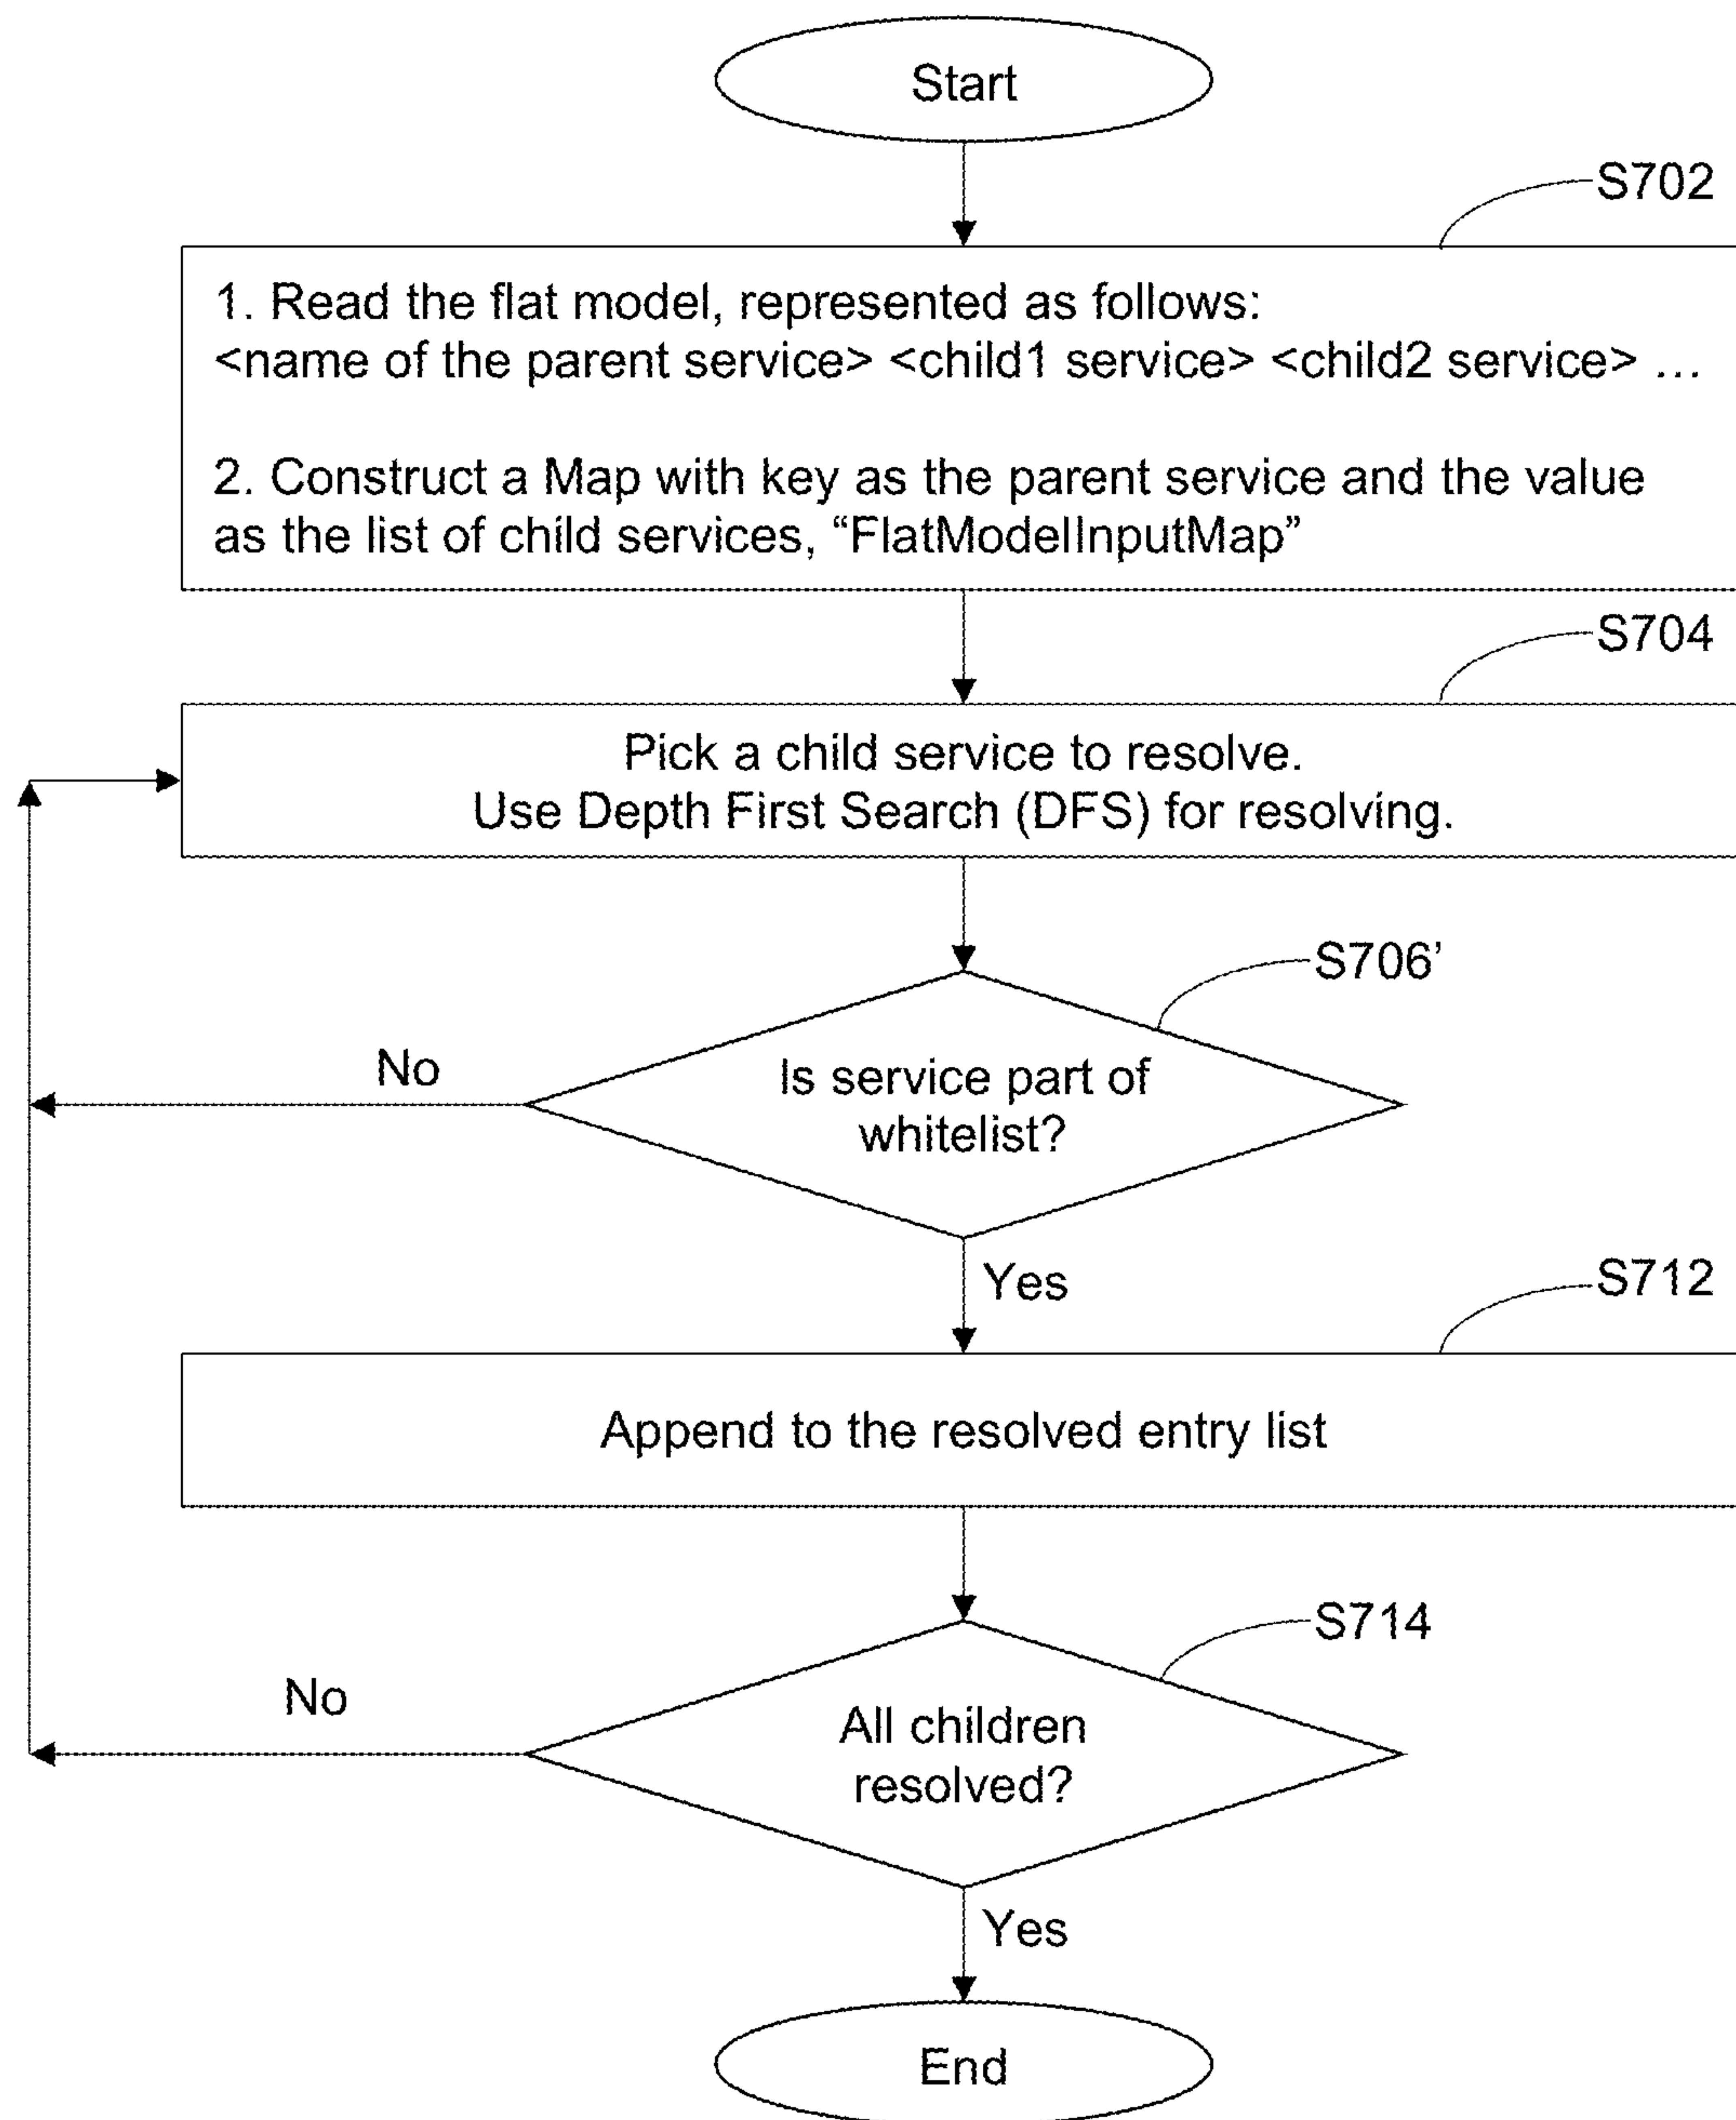 Start
S702
1. Read the flat model, represented as follows:
<name of the parent service> <child1 service> <child2 service> …
2. Construct a Map with key as the parent service and the value
as the list of child services, “FlatModelInputMap”
S704
Pick a child service to resolve.
Use Depth First Search (DFS) for resolving.
S706’
No
Is service part of
whitelist?
Yes
S712
Append to the resolved entry list
S714
No
All children
resolved?
Yes
End